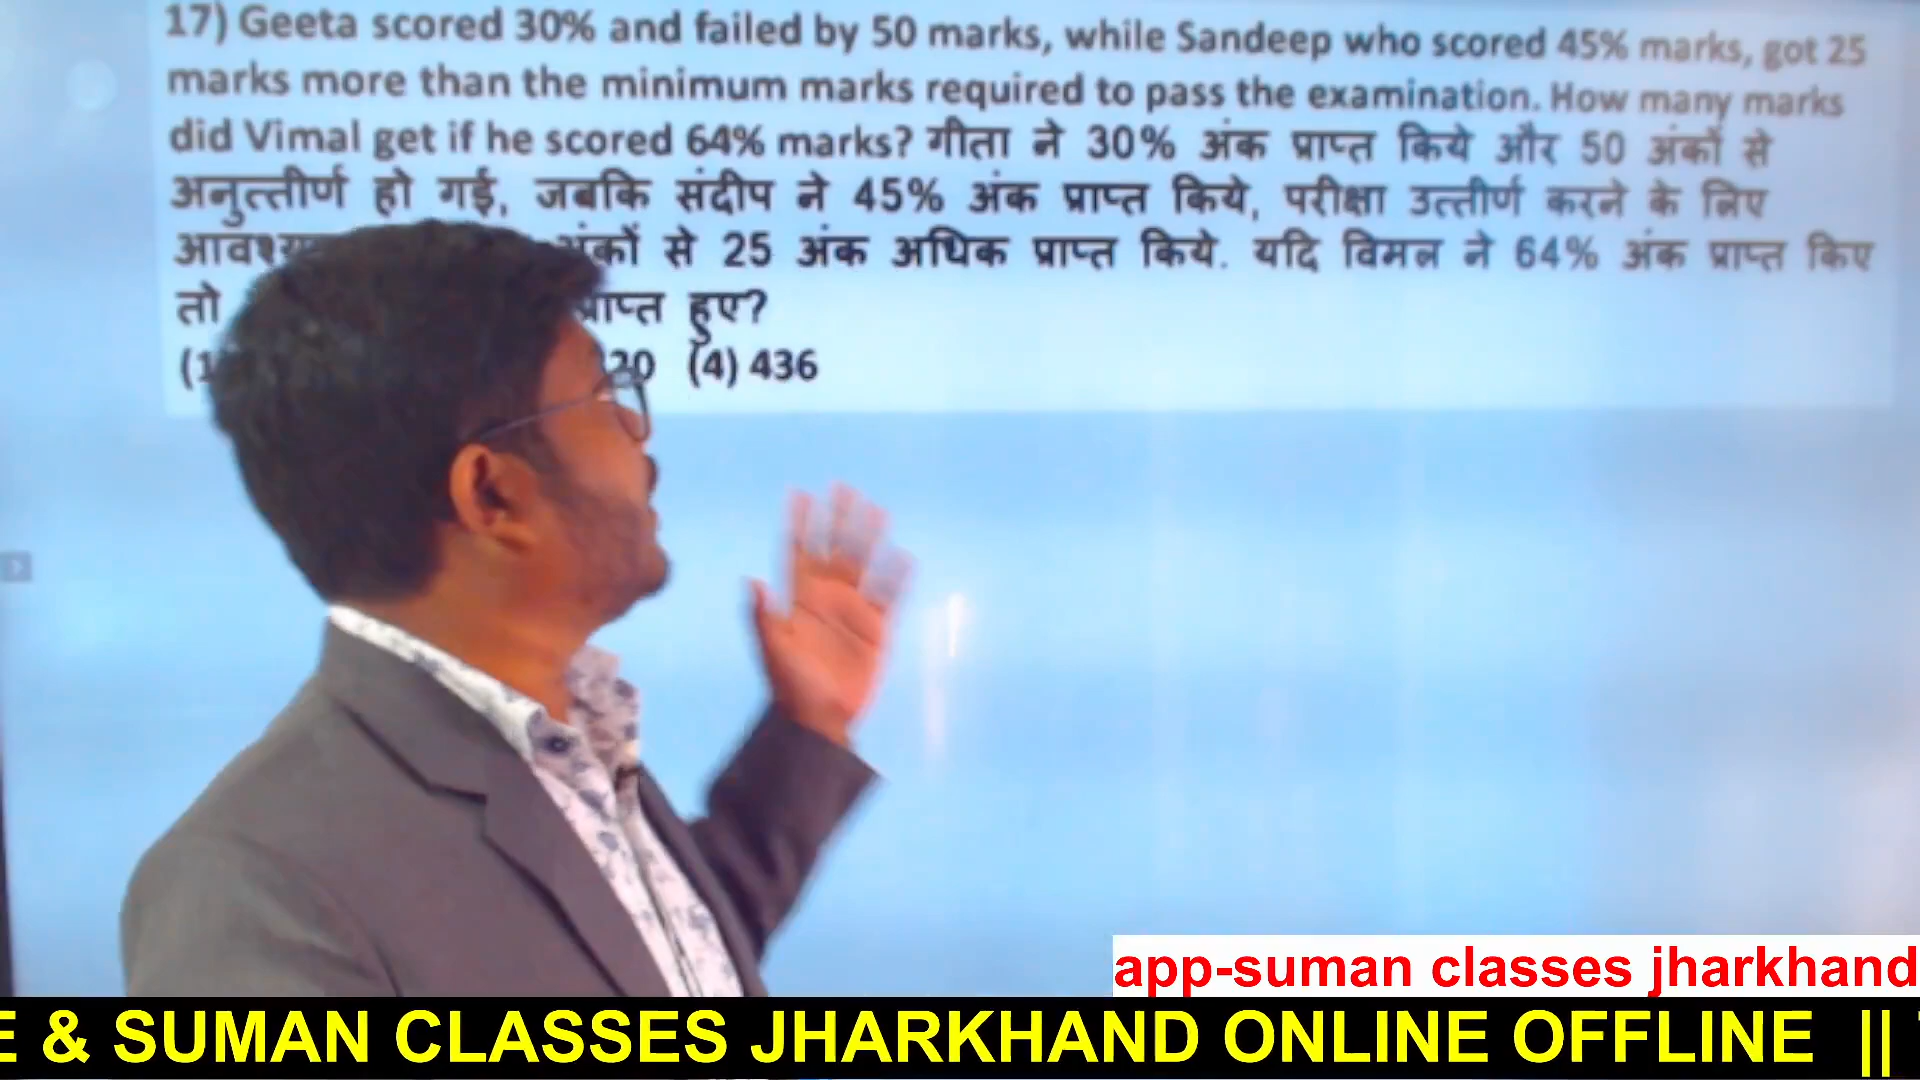 17) Geeta scored 30% and failed by 50 marks, while Sandeep who scored 45% marks, got 25
marks more than the minimum marks required to pass the examination. How many marks
did Vimal get if he scored 64% marks? गीता ने 30% अंक प्राप्त किये और 50 अंकों से
अनुत्तीर्ण हो गई, जबकि संदीप ने 45% अंक प्राप्त किये, परीक्षा उत्तीर्ण करने के लिए
अंकों से 25 अंक अधिक प्राप्त किये. यदि विमल ने 64% अंक प्राप्त किए
तो प्राप्त हुए?
(4) 436
app-suman classes jharkhand
& SUMAN CLASSES JHARKHAND ONLINE OFFLINE ||